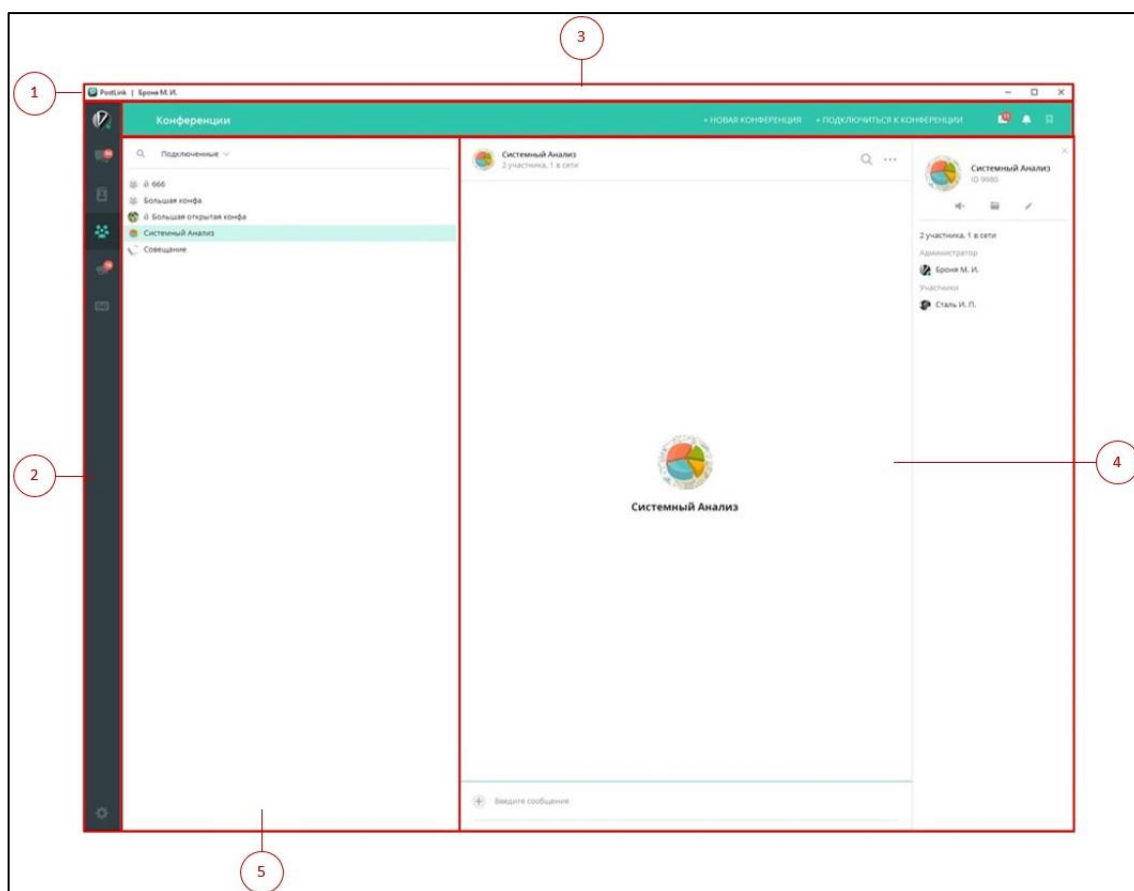 3
1
PostLink | Броня М. И.
Конференции
+ НОВАЯ КОНФЕРЕНЦИЯ
+ ПОДКЛЮЧИТЬСЯ К КОНФЕРЕНЦИИ
Подключенные
666
Большая конфа
Большая открытая конфа
Системный Анализ
Совещание
Системный Анализ
2 участника, 1 в сети
Системный Анализ
ID 9980
2 участника, 1 в сети
Администратор
Броня М. И.
Участники
Сталь И. П.
2
4
Системный Анализ
Введите сообщение
5